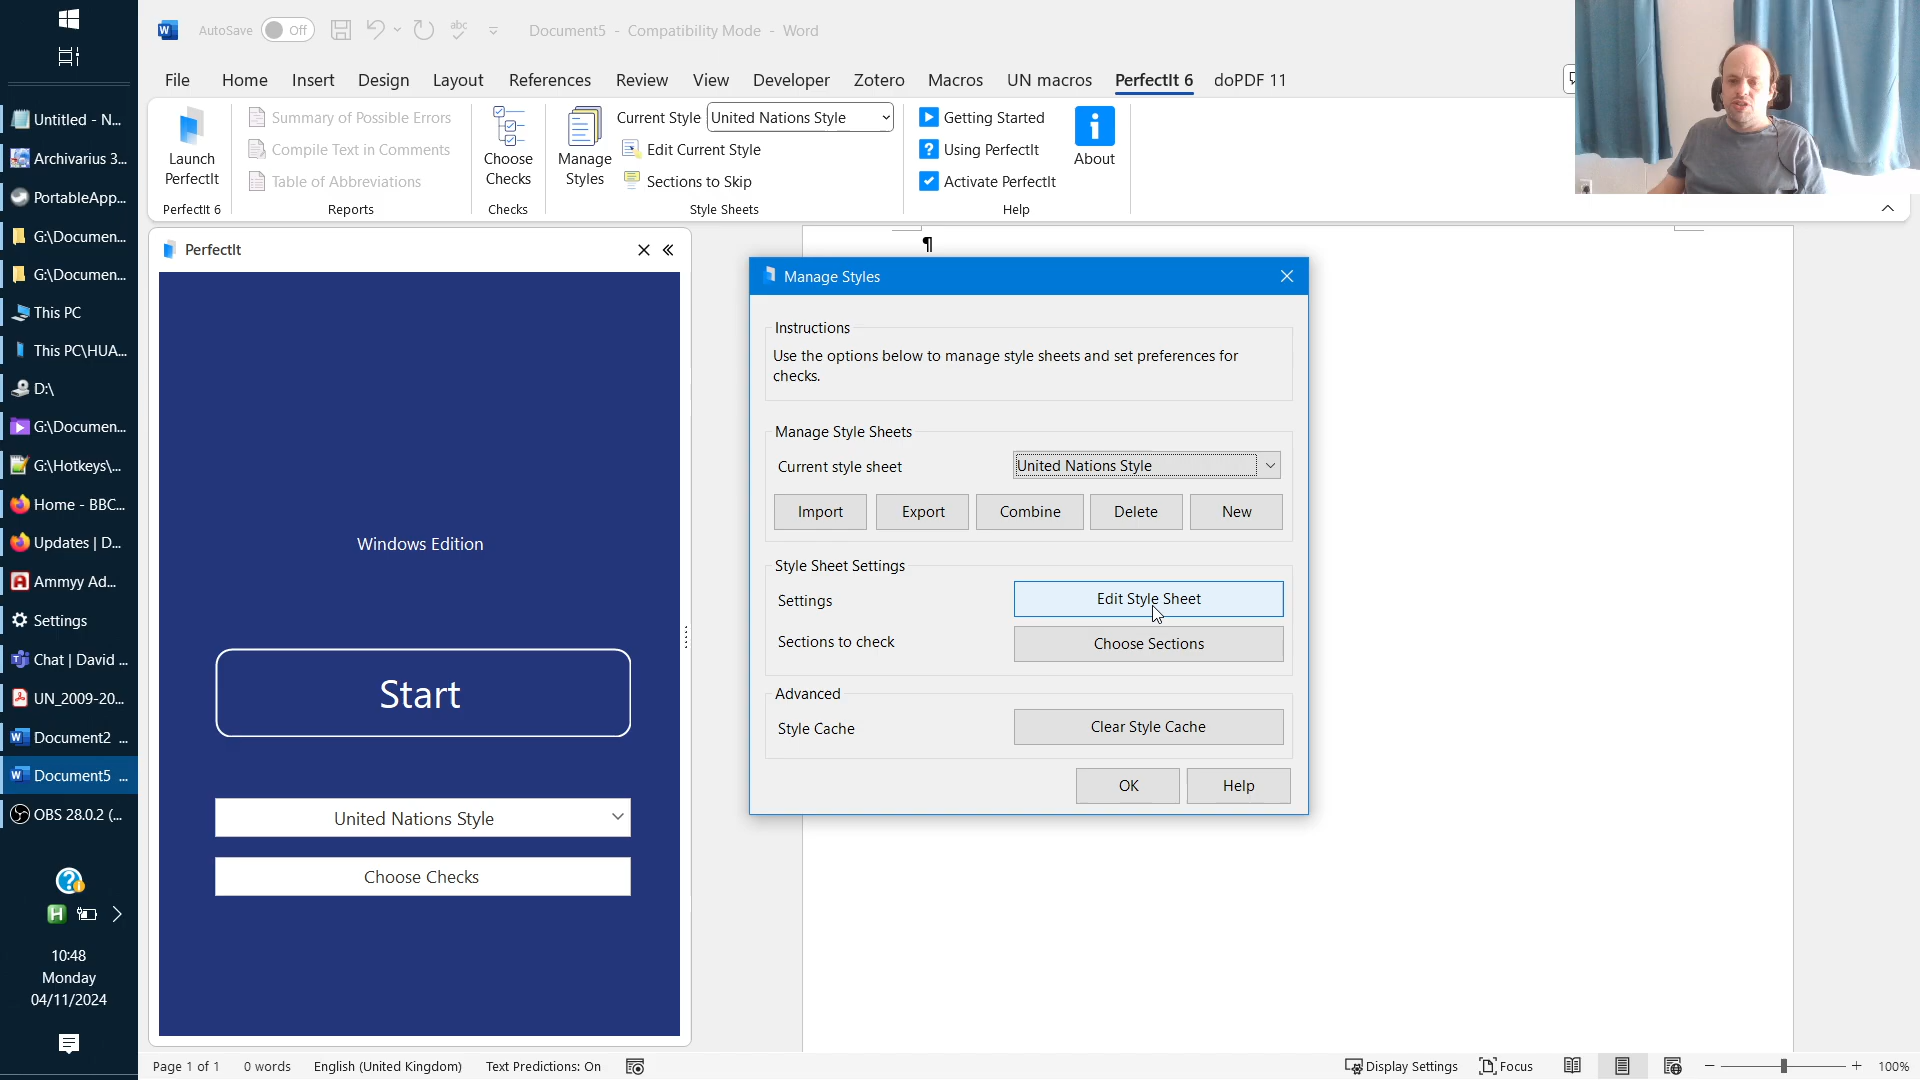 AutoSave Off Document5 - Compatibility Mode - Word
File Home Insert Design Layout References Review View Developer Zotero Macros UN macros PerfectIt 6 doPDF 11
Launch PerfectIt
PerfectIt 6
Summary of Possible Errors
Compile Text in Comments
Table of Abbreviations
Reports
Choose Checks
Checks
Manage Styles
Current Style United Nations Style
Edit Current Style
Sections to Skip
Style Sheets
Getting Started
Using PerfectIt
Activate PerfectIt
About
Help
Untitled - N...
Archivarius 3...
PortableApp...
G:\Documen...
G:\Documen...
This PC
This PC\HUA...
D:\
G:\Documen...
G:\Hotkeys\...
Home - BBC...
Updates | D...
Ammyy Ad...
Settings
Chat | David ...
UN_2009-20...
Document2 ...
Document5 ...
OBS 28.0.2 (...
10:48
Monday
04/11/2024
PerfectIt
Windows Edition
Start
United Nations Style
Choose Checks
¶
Manage Styles
Instructions
Use the options below to manage style sheets and set preferences for
checks.
Manage Style Sheets
Current style sheet United Nations Style
Import Export Combine Delete New
Style Sheet Settings
Settings Edit Style Sheet
Sections to check Choose Sections
Advanced
Style Cache Clear Style Cache
OK Help
Page 1 of 1 0 words English (United Kingdom) Text Predictions: On Display Settings Focus 100%